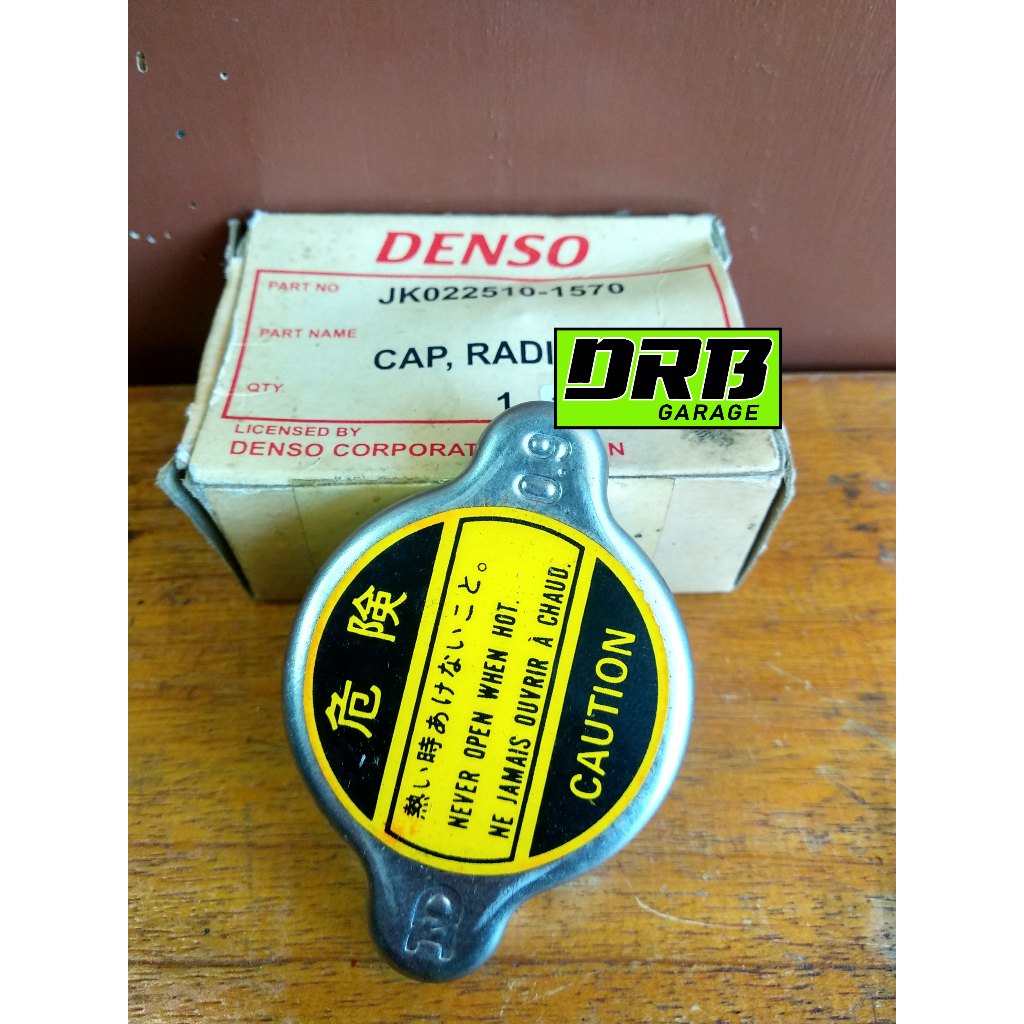 DENSO
PART NO JK022510-1570
PART NAME CAP, RADI
QTY. 1
LICENSED BY
DENSO CORPORAT
DRB
GARAGE
0.9
危険
熱い時あけないこと。
NEVER OPEN WHEN HOT.
NE JAMAIS OUVRIR À CHAUD.
CAUTION